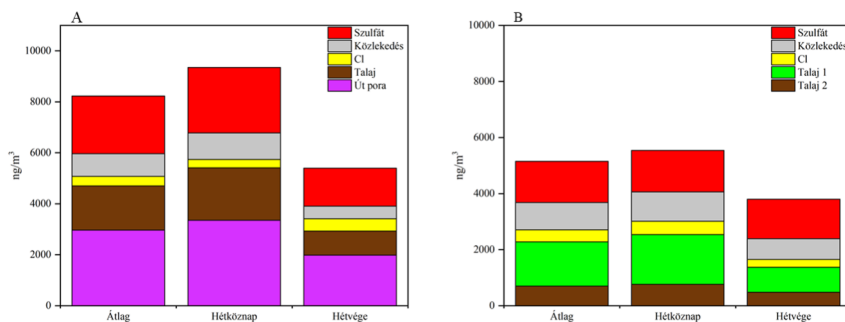 A
10000
8000
6000
4000
2000
0
ng/m³
Szulfát
Közlekedés
Cl
Talaj
Út pora
Átlag
Hétköznap
Hétvége
B
10000
8000
6000
4000
2000
0
ng/m³
Szulfát
Közlekedés
Cl
Talaj 1
Talaj 2
Átlag
Hétköznap
Hétvége